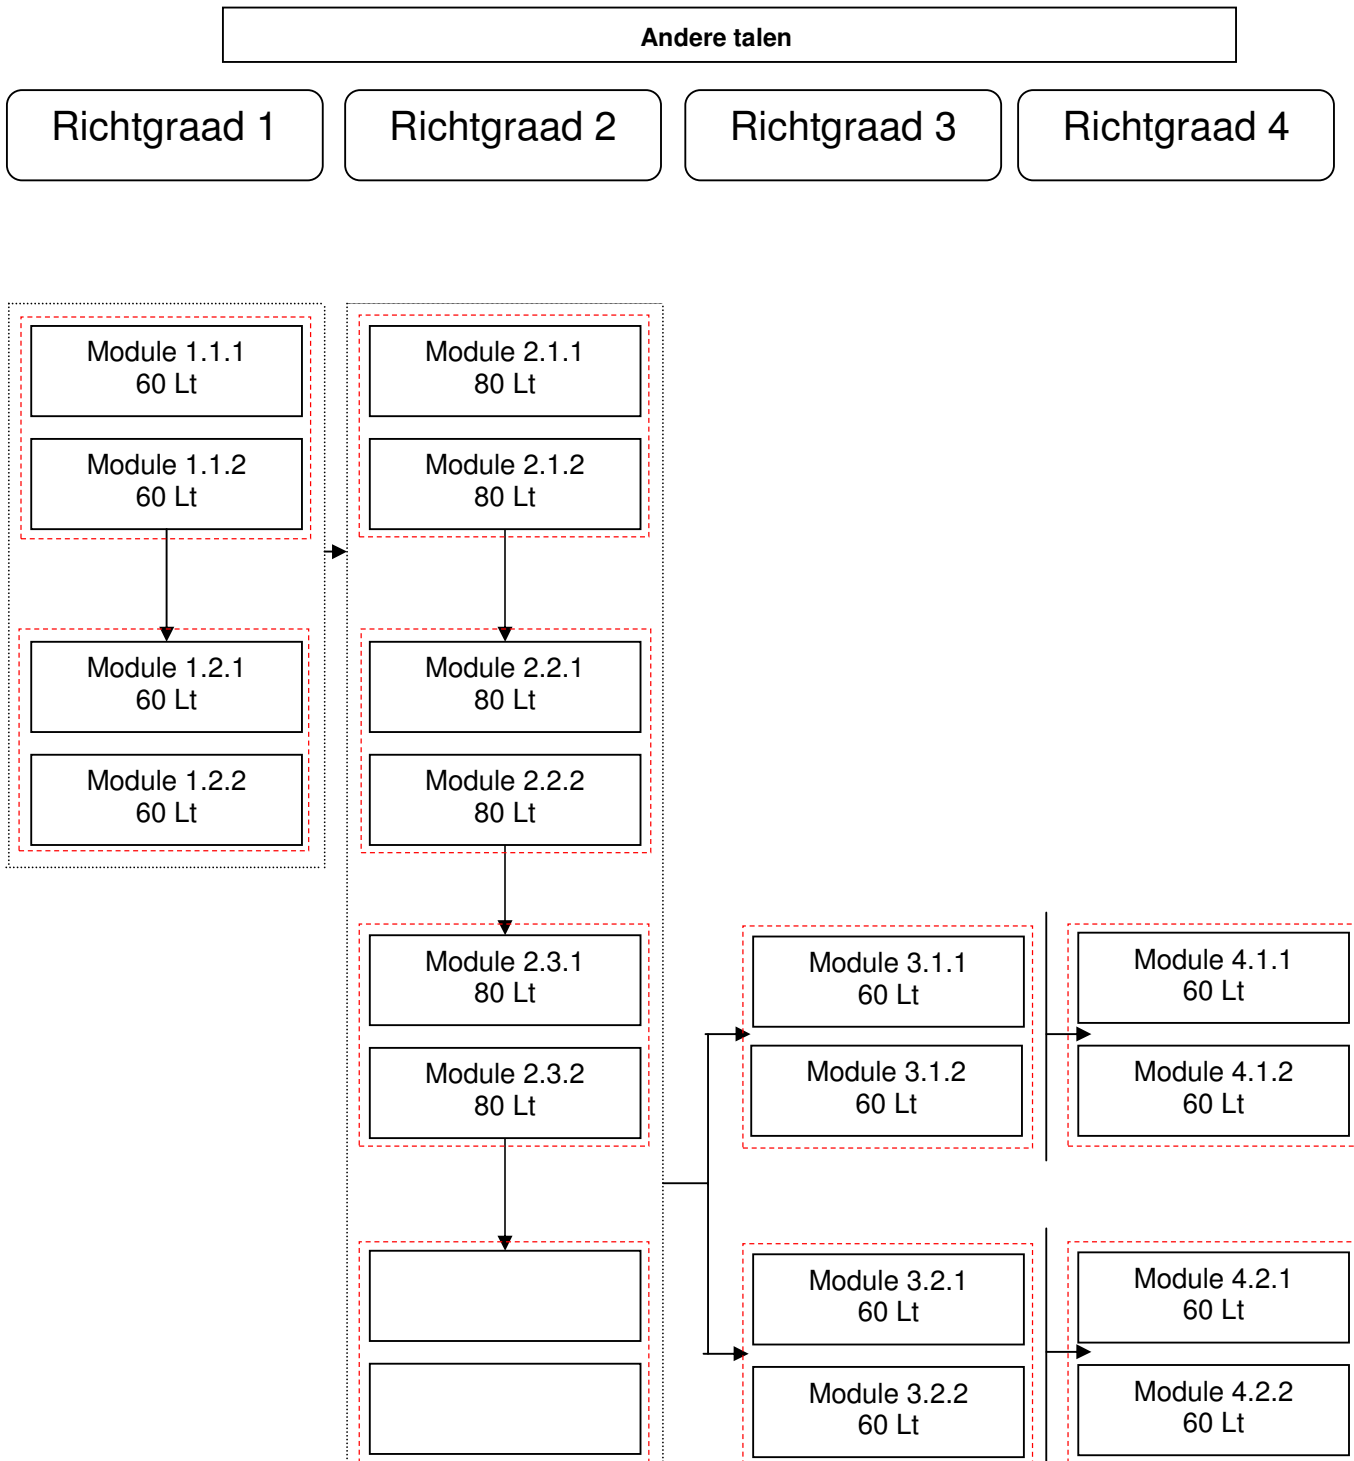 Andere talen
Richtgraad 1
Richtgraad 2
Richtgraad 3
Richtgraad 4
Module 1.1.1
60 Lt
Module 1.1.2
60 Lt
Module 1.2.1
60 Lt
Module 1.2.2
60 Lt
Module 2.1.1
80 Lt
Module 2.1.2
80 Lt
Module 2.2.1
80 Lt
Module 2.2.2
80 Lt
Module 2.3.1
80 Lt
Module 2.3.2
80 Lt
Module 3.1.1
60 Lt
Module 3.1.2
60 Lt
Module 3.2.1
60 Lt
Module 3.2.2
60 Lt
Module 4.1.1
60 Lt
Module 4.1.2
60 Lt
Module 4.2.1
60 Lt
Module 4.2.2
60 Lt